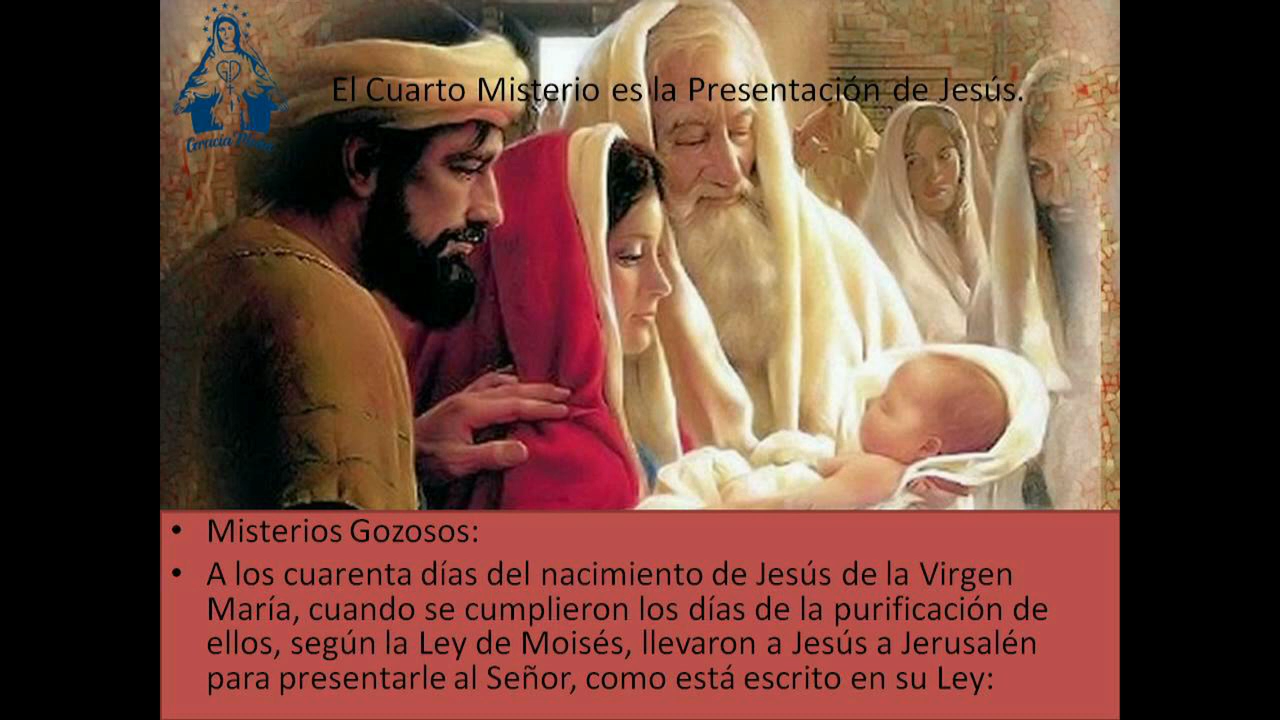 El Cuarto Misterio es la Presentación de Jesús.
Gracia Plena
• Misterios Gozosos:
• A los cuarenta días del nacimiento de Jesús de la Virgen
María, cuando se cumplieron los días de la purificación de
ellos, según la Ley de Moisés, llevaron a Jesús a Jerusalén
para presentarle al Señor, como está escrito en su Ley: